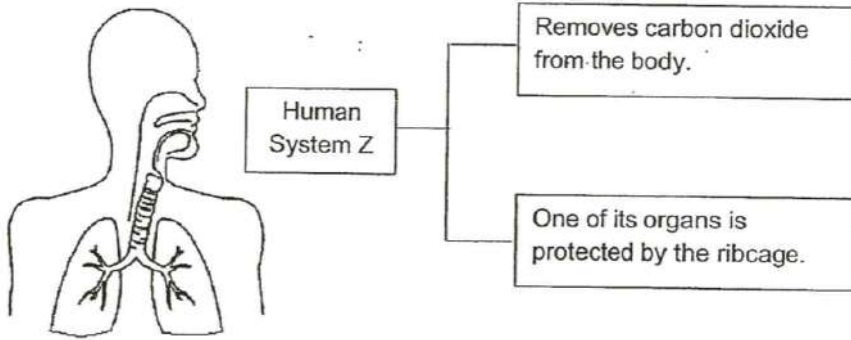 Human
System Z
Removes carbon dioxide
from the body.
One of its organs is
protected by the ribcage.